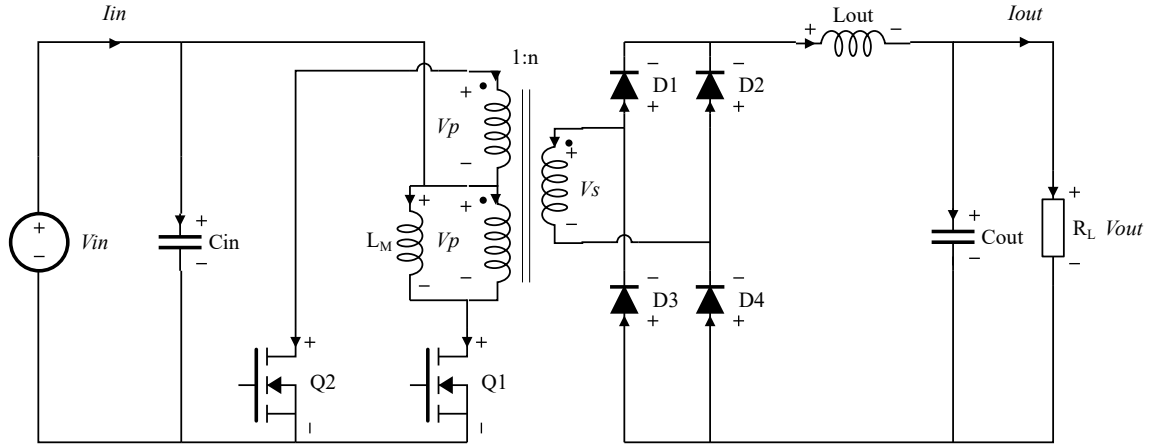 Iin
Lout
Iout
+ −
1:n
− −
D1 D2
+ +
+
Vp
−
+
Vs
−
+ +
LM Vp
− −
+
Vin
−
+
Cin
−
− −
D3 D4
+ +
+
Cout
−
+
RL Vout
−
+
Q2
−
+
Q1
−